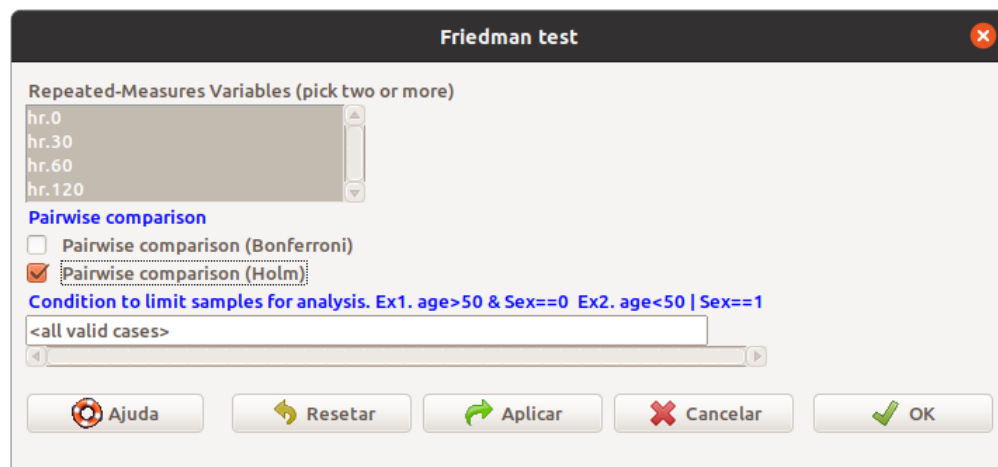 Friedman test
Repeated-Measures Variables (pick two or more)
hr.0
hr.30
hr.60
hr.120
Pairwise comparison
Pairwise comparison (Bonferroni)
Pairwise comparison (Holm)
Condition to limit samples for analysis. Ex1. age>50 & Sex==0  Ex2. age<50 | Sex==1
<all valid cases>
Ajuda Resetar Aplicar Cancelar OK